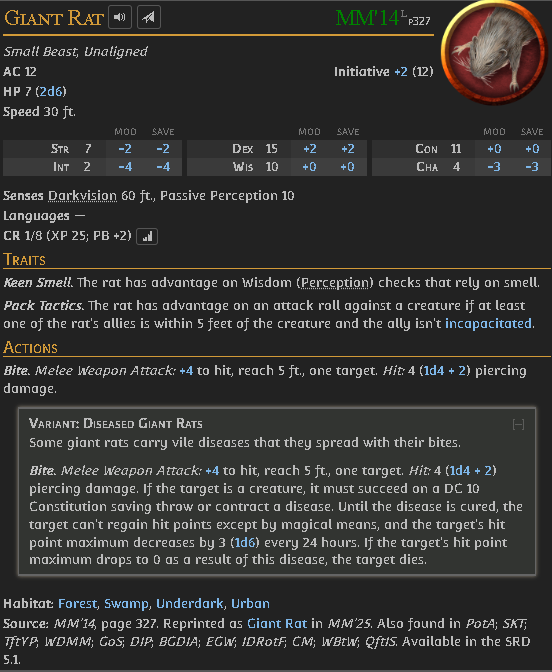 Giant Rat MM'14 L p327
Small Beast, Unaligned
AC 12 Initiative +2 (12)
HP 7 (2d6)
Speed 30 ft.
MOD SAVE MOD SAVE MOD SAVE
Str 7 -2 -2 Dex 15 +2 +2 Con 11 +0 +0
Int 2 -4 -4 Wis 10 +0 +0 Cha 4 -3 -3
Senses Darkvision 60 ft., Passive Perception 10
Languages —
CR 1/8 (XP 25; PB +2)
Traits
Keen Smell. The rat has advantage on Wisdom (Perception) checks that rely on smell.
Pack Tactics. The rat has advantage on an attack roll against a creature if at least
one of the rat's allies is within 5 feet of the creature and the ally isn't incapacitated.
Actions
Bite. Melee Weapon Attack: +4 to hit, reach 5 ft., one target. Hit: 4 (1d4 + 2) piercing
damage.
Variant: Diseased Giant Rats [–]
Some giant rats carry vile diseases that they spread with their bites.
Bite. Melee Weapon Attack: +4 to hit, reach 5 ft., one target. Hit: 4 (1d4 + 2)
piercing damage. If the target is a creature, it must succeed on a DC 10
Constitution saving throw or contract a disease. Until the disease is cured, the
target can't regain hit points except by magical means, and the target's hit
point maximum decreases by 3 (1d6) every 24 hours. If the target's hit point
maximum drops to 0 as a result of this disease, the target dies.
Habitat: Forest, Swamp, Underdark, Urban
Source: MM'14, page 327. Reprinted as Giant Rat in MM'25. Also found in PotA; SKT;
TftYP; WDMM; GoS; DIP; BGDIA; EGW; IDRotF; CM; WBtW; QftIS. Available in the SRD
5.1.